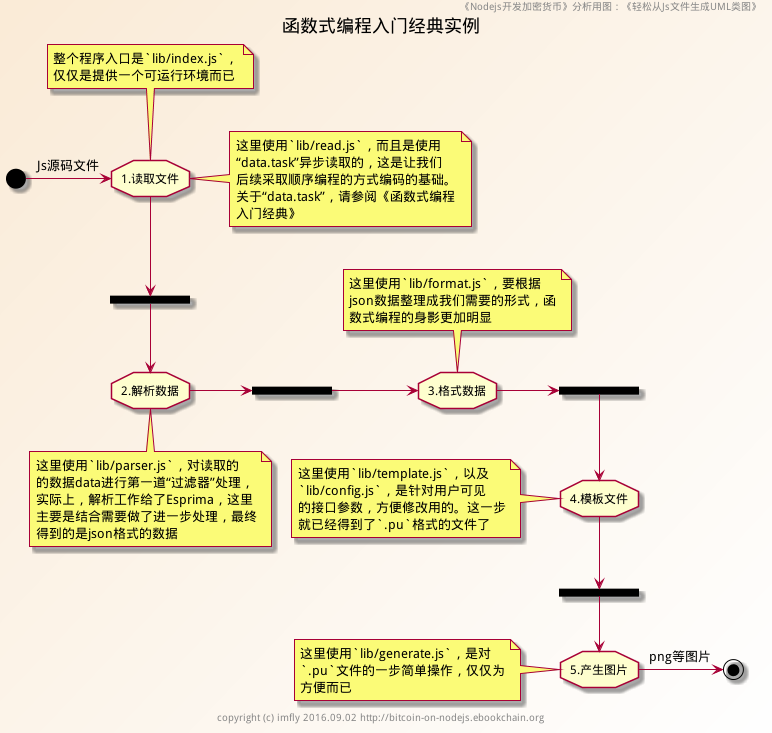 《Nodejs开发加密货币》分析用图：《轻松从Js文件生成UML类图》
函数式编程入门经典实例
整个程序入口是`lib/index.js`，
仅仅是提供一个可运行环境而已
Js源码文件
1.读取文件
这里使用`lib/read.js`，而且是使用
“data.task”异步读取的，这是让我们
后续采取顺序编程的方式编码的基础。
关于“data.task”，请参阅《函数式编程
入门经典》
这里使用`lib/format.js`，要根据
json数据整理成我们需要的形式，函
数式编程的身影更加明显
2.解析数据
3.格式数据
这里使用`lib/parser.js`，对读取的
的数据data进行第一道“过滤器”处理，
实际上，解析工作给了Esprima，这里
主要是结合需要做了进一步处理，最终
得到的是json格式的数据
这里使用`lib/template.js`，以及
`lib/config.js`，是针对用户可见
的接口参数，方便修改用的。这一步
就已经得到了`.pu`格式的文件了
4.模板文件
这里使用`lib/generate.js`，是对
`.pu`文件的一步简单操作，仅仅为
方便而已
5.产生图片
png等图片
copyright (c) imfly 2016.09.02 http://bitcoin-on-nodejs.ebookchain.org